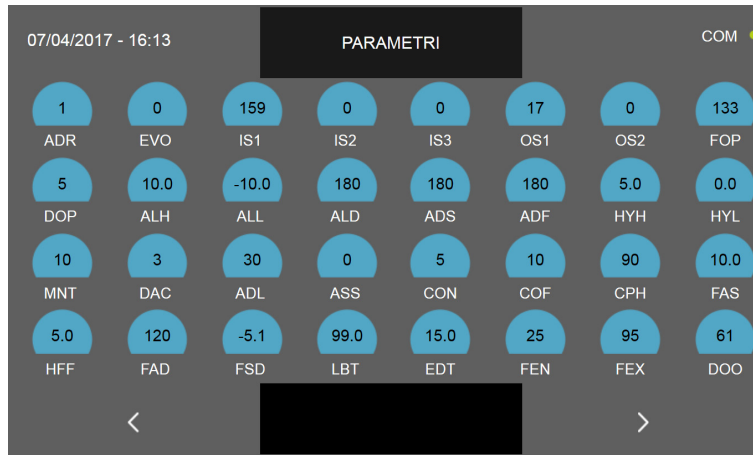 07/04/2017 - 16:13 PARAMETRI COM
1 0 159 0 0 17 0 133
ADR EVO IS1 IS2 IS3 OS1 OS2 FOP
5 10.0 -10.0 180 180 180 5.0 0.0
DOP ALH ALL ALD ADS ADF HYH HYL
10 3 30 0 5 10 90 10.0
MNT DAC ADL ASS CON COF CPH FAS
5.0 120 -5.1 99.0 15.0 25 95 61
HFF FAD FSD LBT EDT FEN FEX DOO